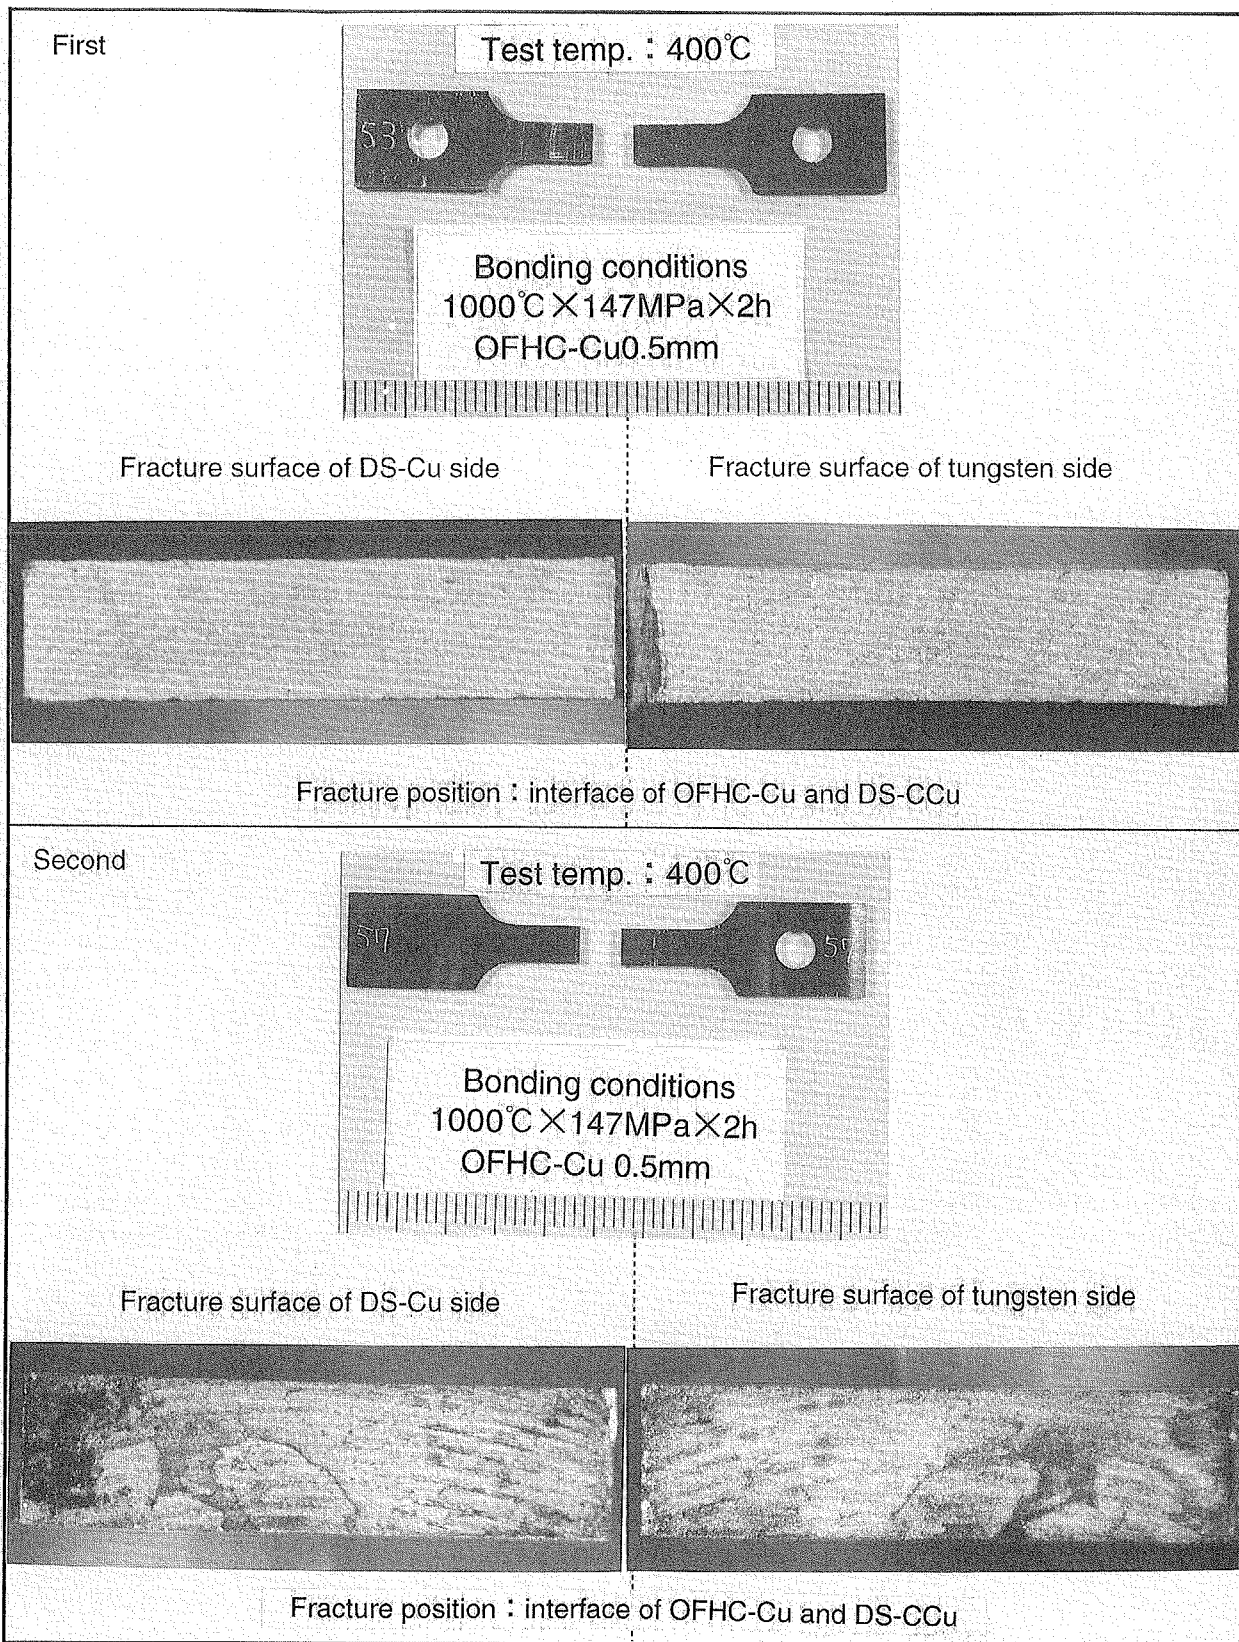 First
Test temp. : 400℃
53
Bonding conditions
1000℃×147MPa×2h
OFHC-Cu0.5mm
Fracture surface of DS-Cu side
Fracture surface of tungsten side
Fracture position : interface of OFHC-Cu and DS-CCu
Second
Test temp. : 400℃
Bonding conditions
1000℃×147MPa×2h
OFHC-Cu 0.5mm
Fracture surface of DS-Cu side
Fracture surface of tungsten side
Fracture position : interface of OFHC-Cu and DS-CCu